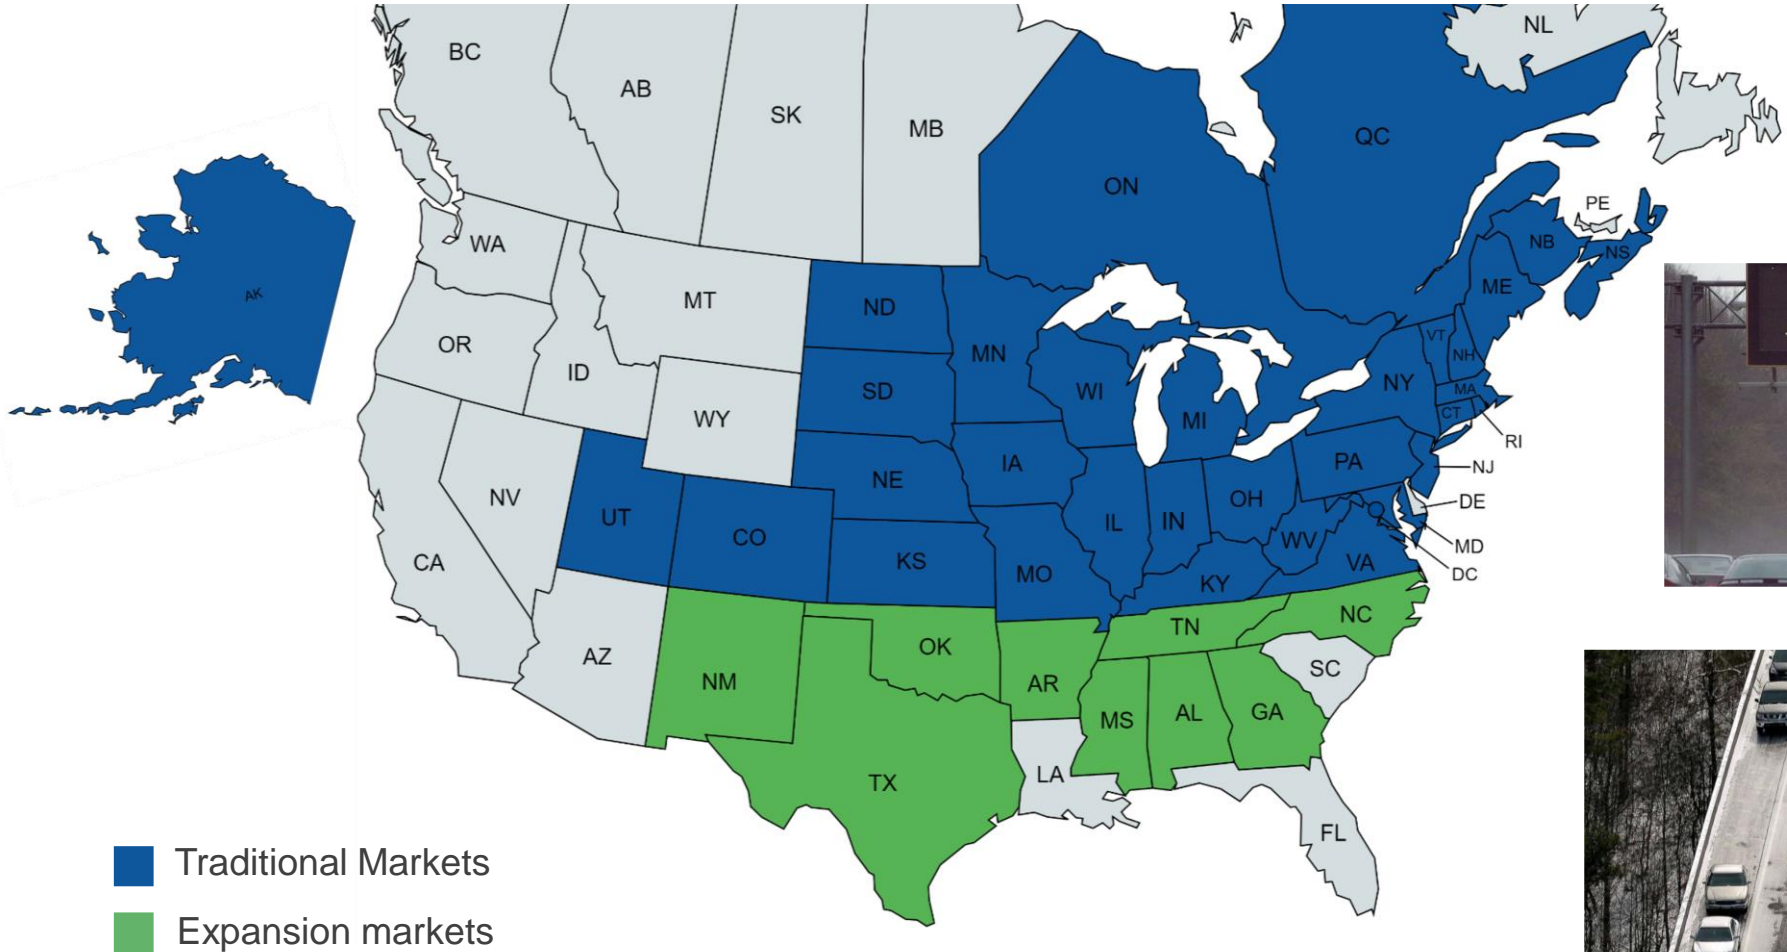 NL
BC
AB
SK
MB
QC
ON
PE
WA
NB
NS
MT
ND
ME
AK
OR
MN
VT
NH
ID
SD
WI
NY
MA
WY
MI
CT
RI
IA
PA
NJ
NE
NV
OH
DE
UT
IL
IN
CO
WV
MD
CA
KS
MO
VA
DC
KY
NC
TN
OK
AZ
SC
NM
AR
MS
AL
GA
LA
TX
FL
Traditional Markets
Expansion markets